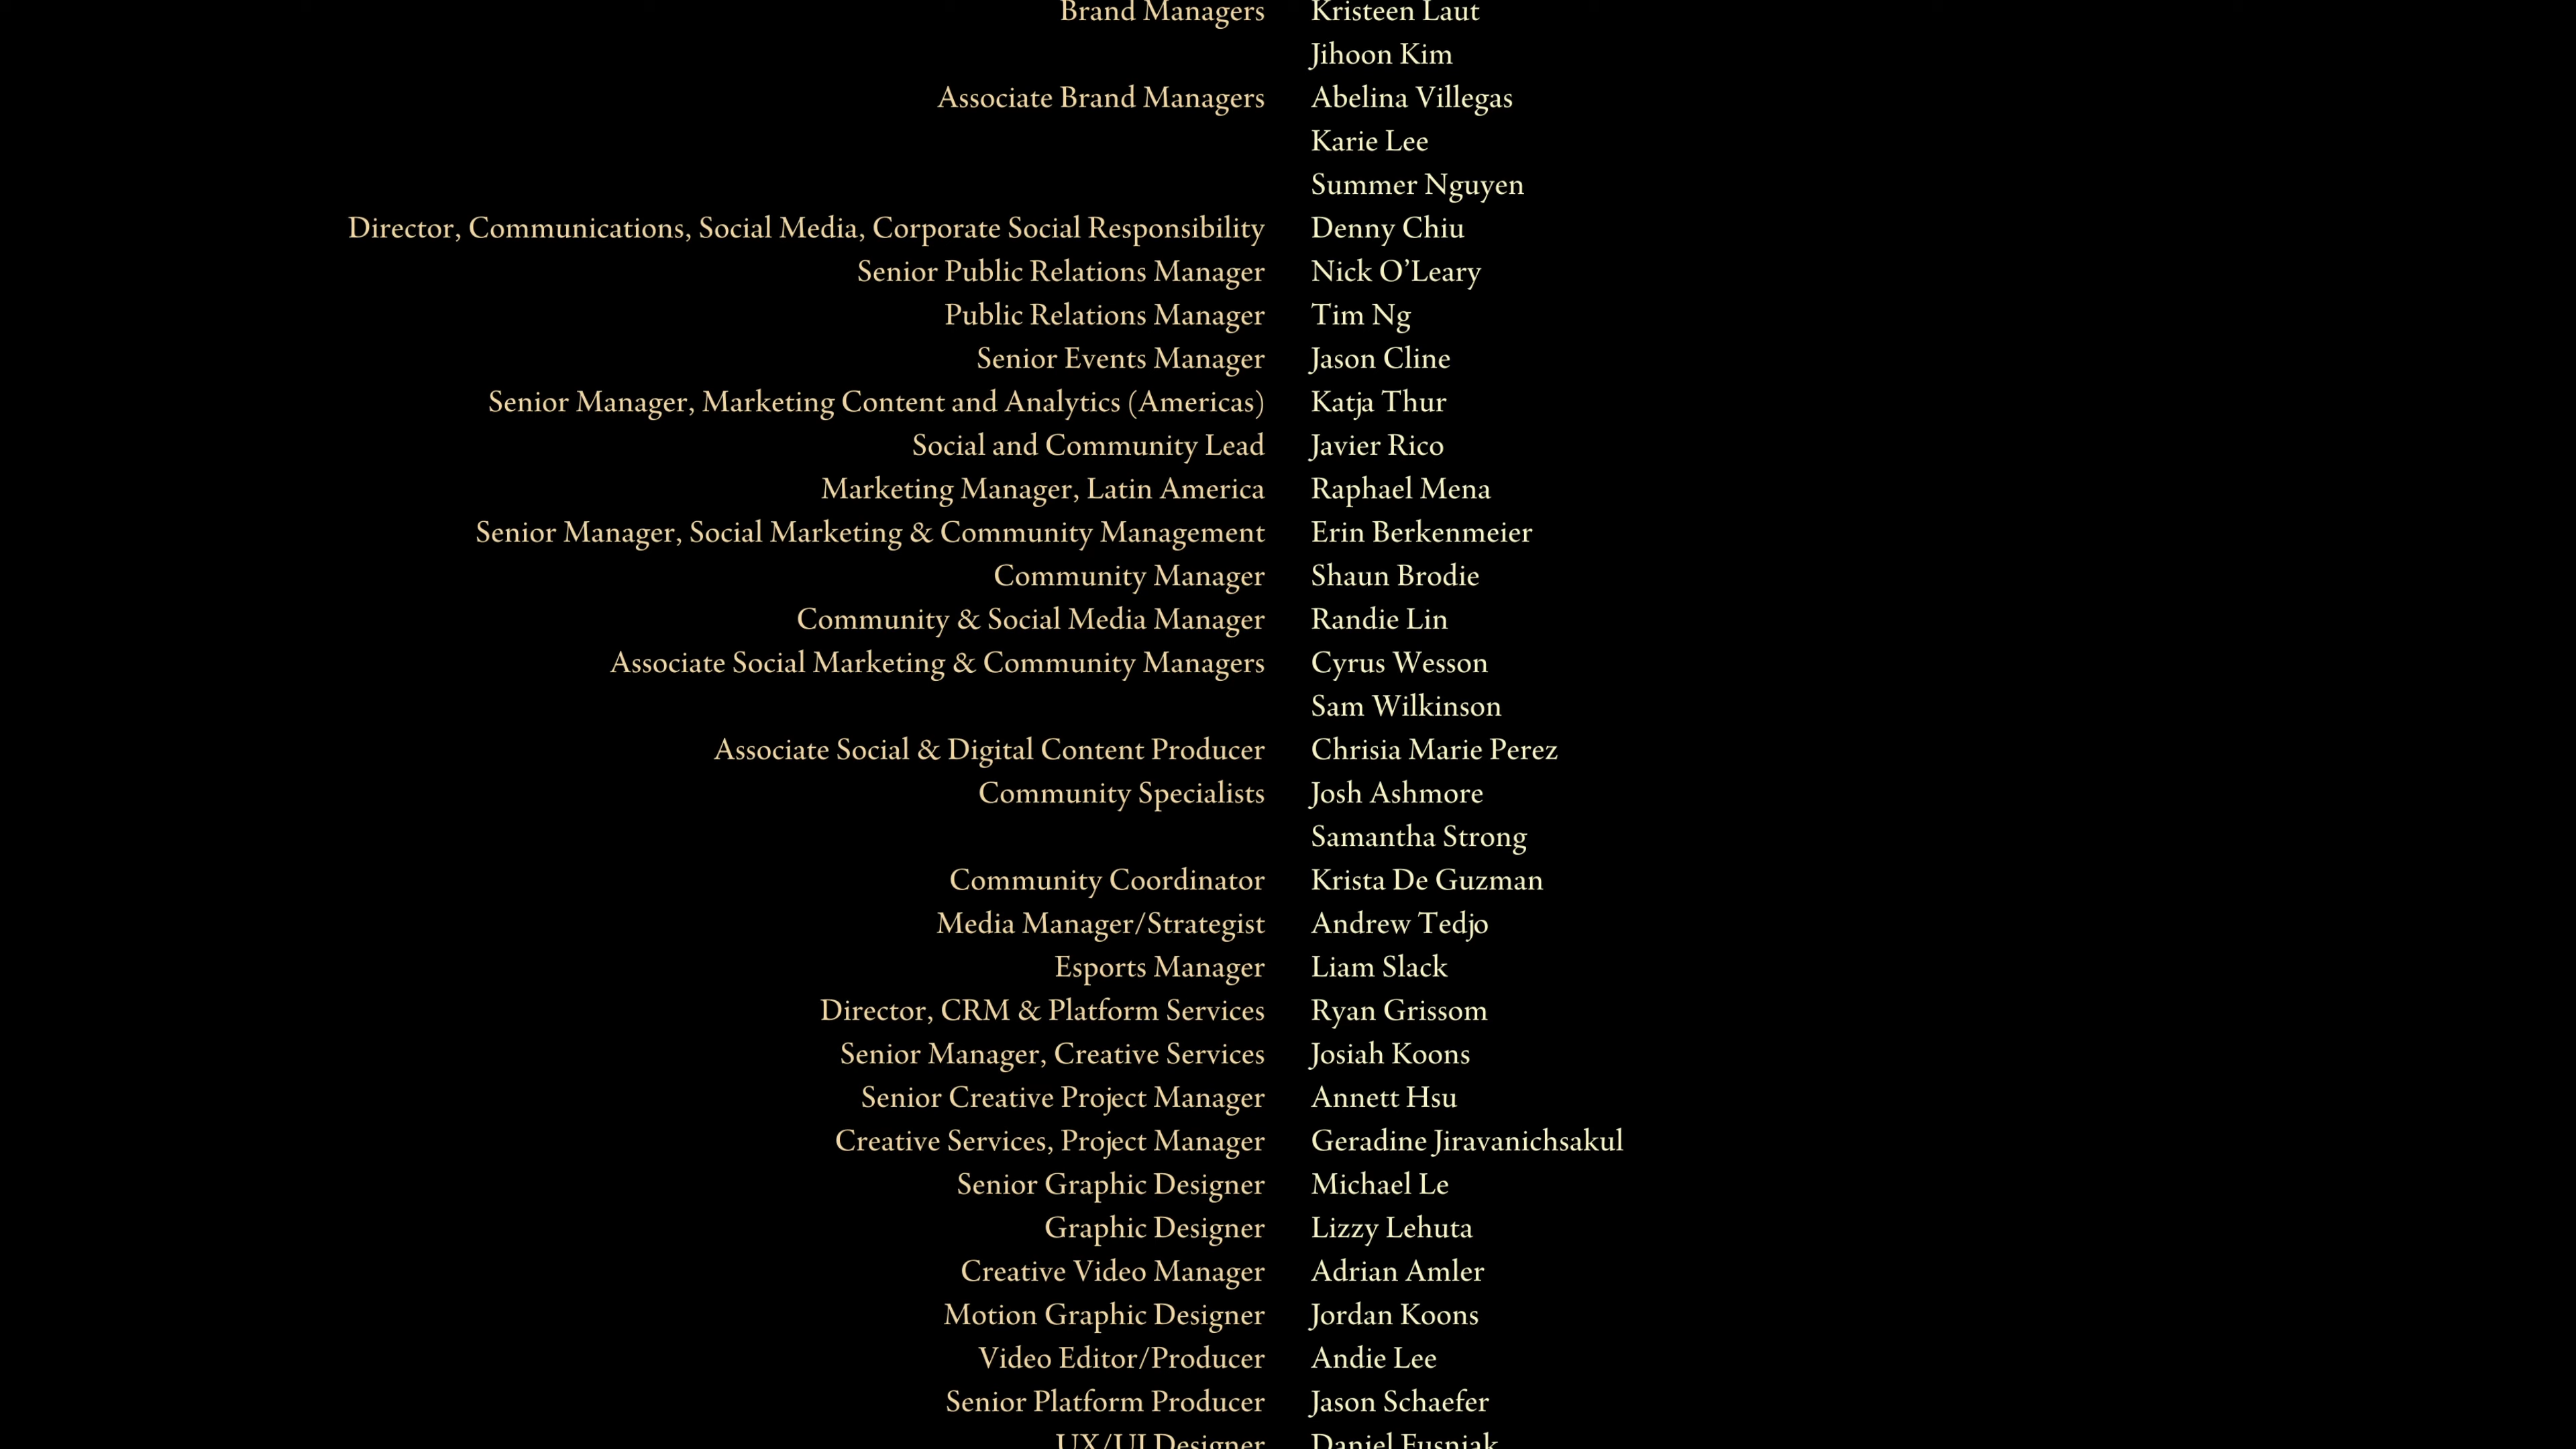 Brand Managers Kristeen Laut
Jihoon Kim
Associate Brand Managers Abelina Villegas
Karie Lee
Summer Nguyen
Director, Communications, Social Media, Corporate Social Responsibility Denny Chiu
Senior Public Relations Manager Nick O’Leary
Public Relations Manager Tim Ng
Senior Events Manager Jason Cline
Senior Manager, Marketing Content and Analytics (Americas) Katja Thur
Social and Community Lead Javier Rico
Marketing Manager, Latin America Raphael Mena
Senior Manager, Social Marketing & Community Management Erin Berkenmeier
Community Manager Shaun Brodie
Community & Social Media Manager Randie Lin
Associate Social Marketing & Community Managers Cyrus Wesson
Sam Wilkinson
Associate Social & Digital Content Producer Chrisia Marie Perez
Community Specialists Josh Ashmore
Samantha Strong
Community Coordinator Krista De Guzman
Media Manager/Strategist Andrew Tedjo
Esports Manager Liam Slack
Director, CRM & Platform Services Ryan Grissom
Senior Manager, Creative Services Josiah Koons
Senior Creative Project Manager Annett Hsu
Creative Services, Project Manager Geradine Jiravanichsakul
Senior Graphic Designer Michael Le
Graphic Designer Lizzy Lehuta
Creative Video Manager Adrian Amler
Motion Graphic Designer Jordan Koons
Video Editor/Producer Andie Lee
Senior Platform Producer Jason Schaefer
UX/UI Designer Daniel Fusniak